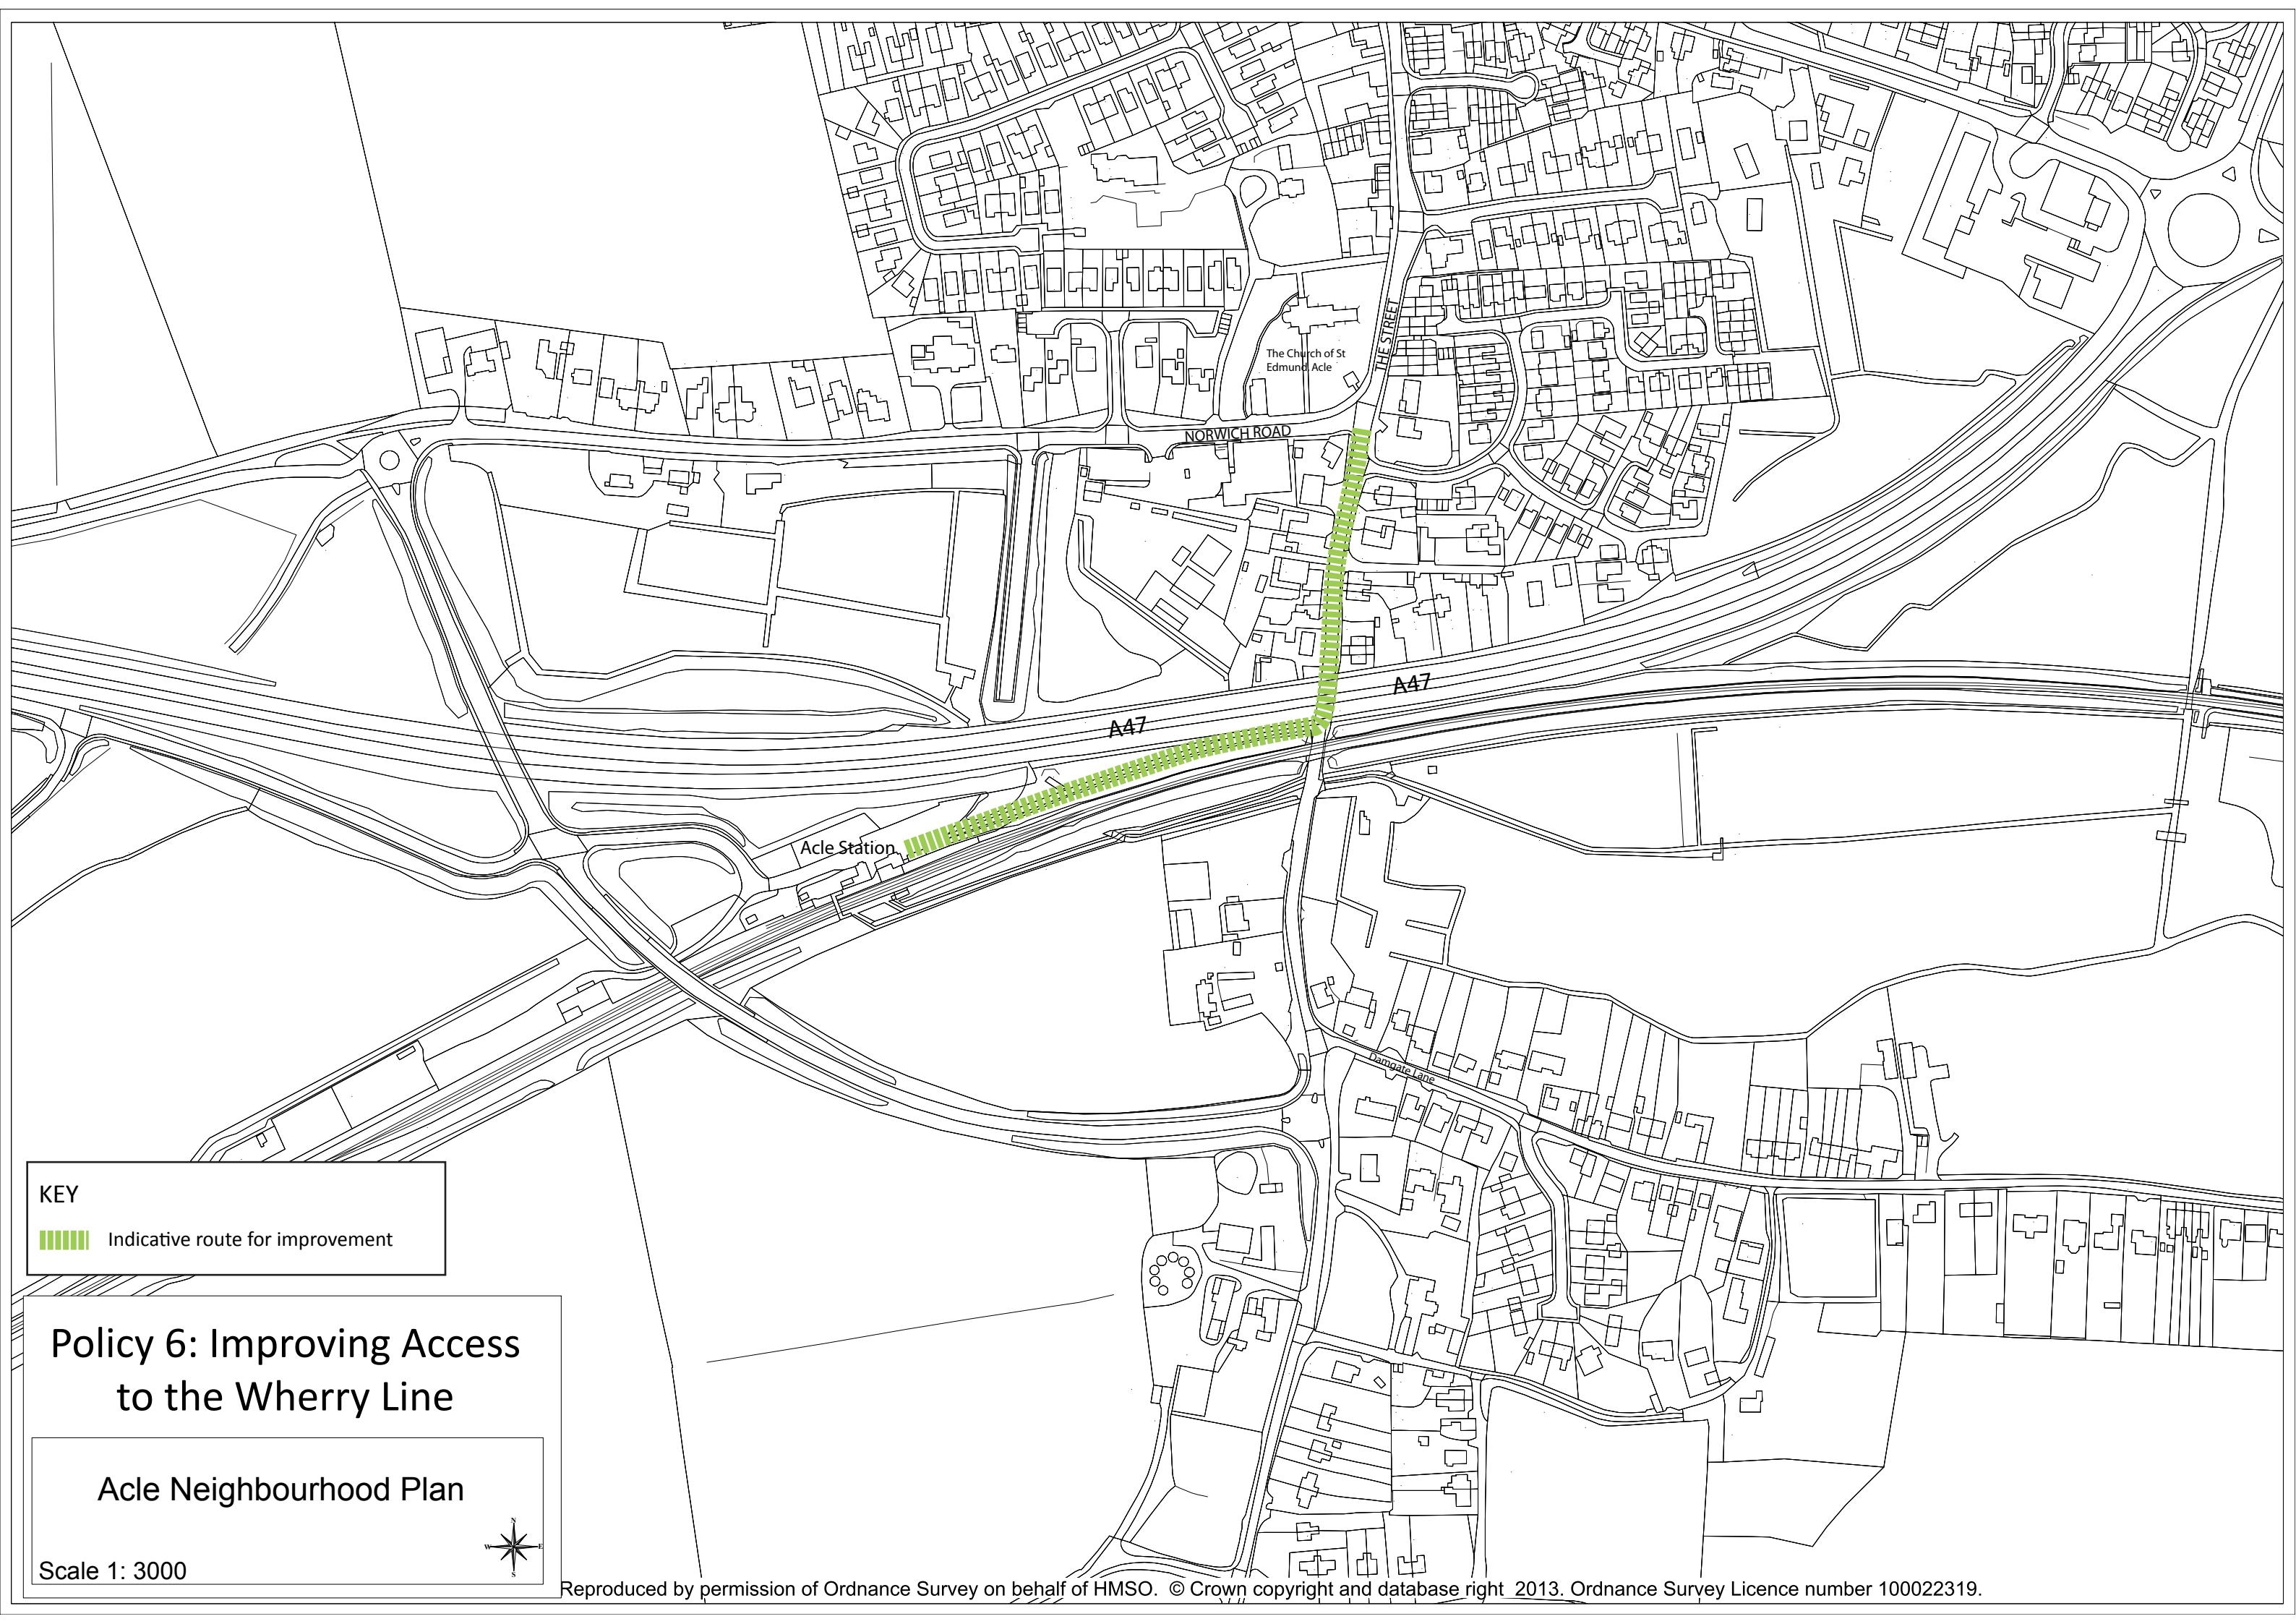 THE STREET
The Church of St
Edmund, Acle
NORWICH ROAD
A47
A47
Acle Station
Damgate Lane
KEY
Indicative route for improvement
Policy 6: Improving Access
to the Wherry Line
Acle Neighbourhood Plan
N
W E
S
Scale 1: 3000
Reproduced by permission of Ordnance Survey on behalf of HMSO. © Crown copyright and database right 2013. Ordnance Survey Licence number 100022319.